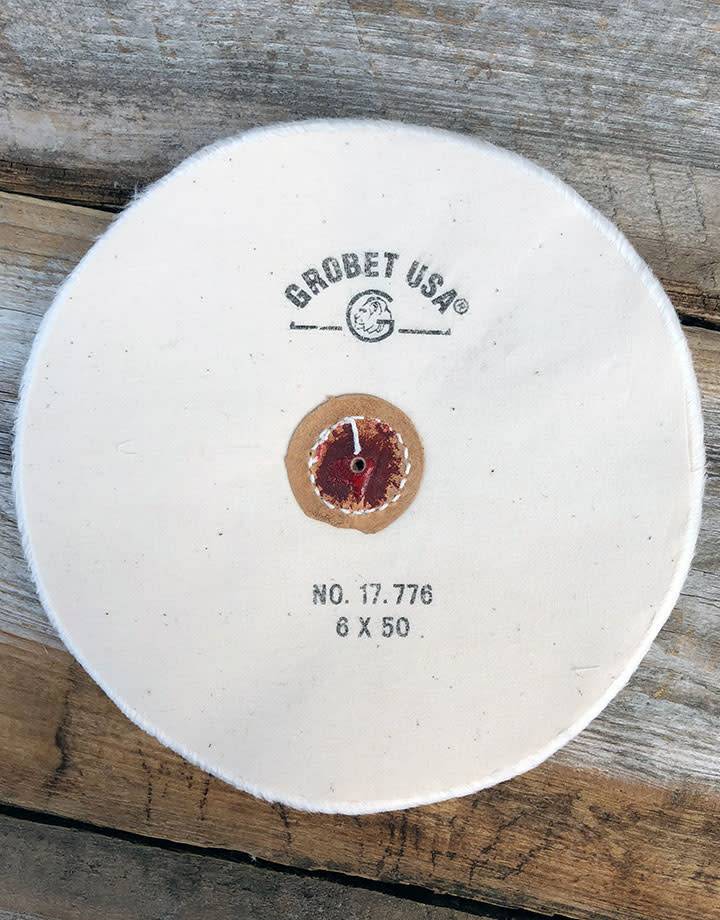 GROBET USA®
G
NO. 17.776
6 X 50